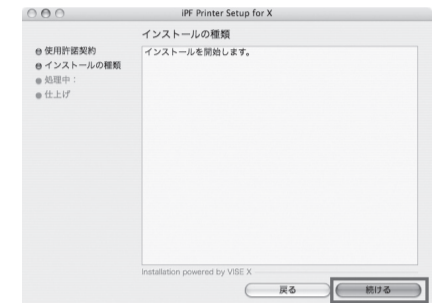 iPF Printer Setup for X
インストールの種類
使用許諾契約
インストールの種類
処理中：
仕上げ
インストールを開始します。
Installation powered by VISE X
戻る
続ける